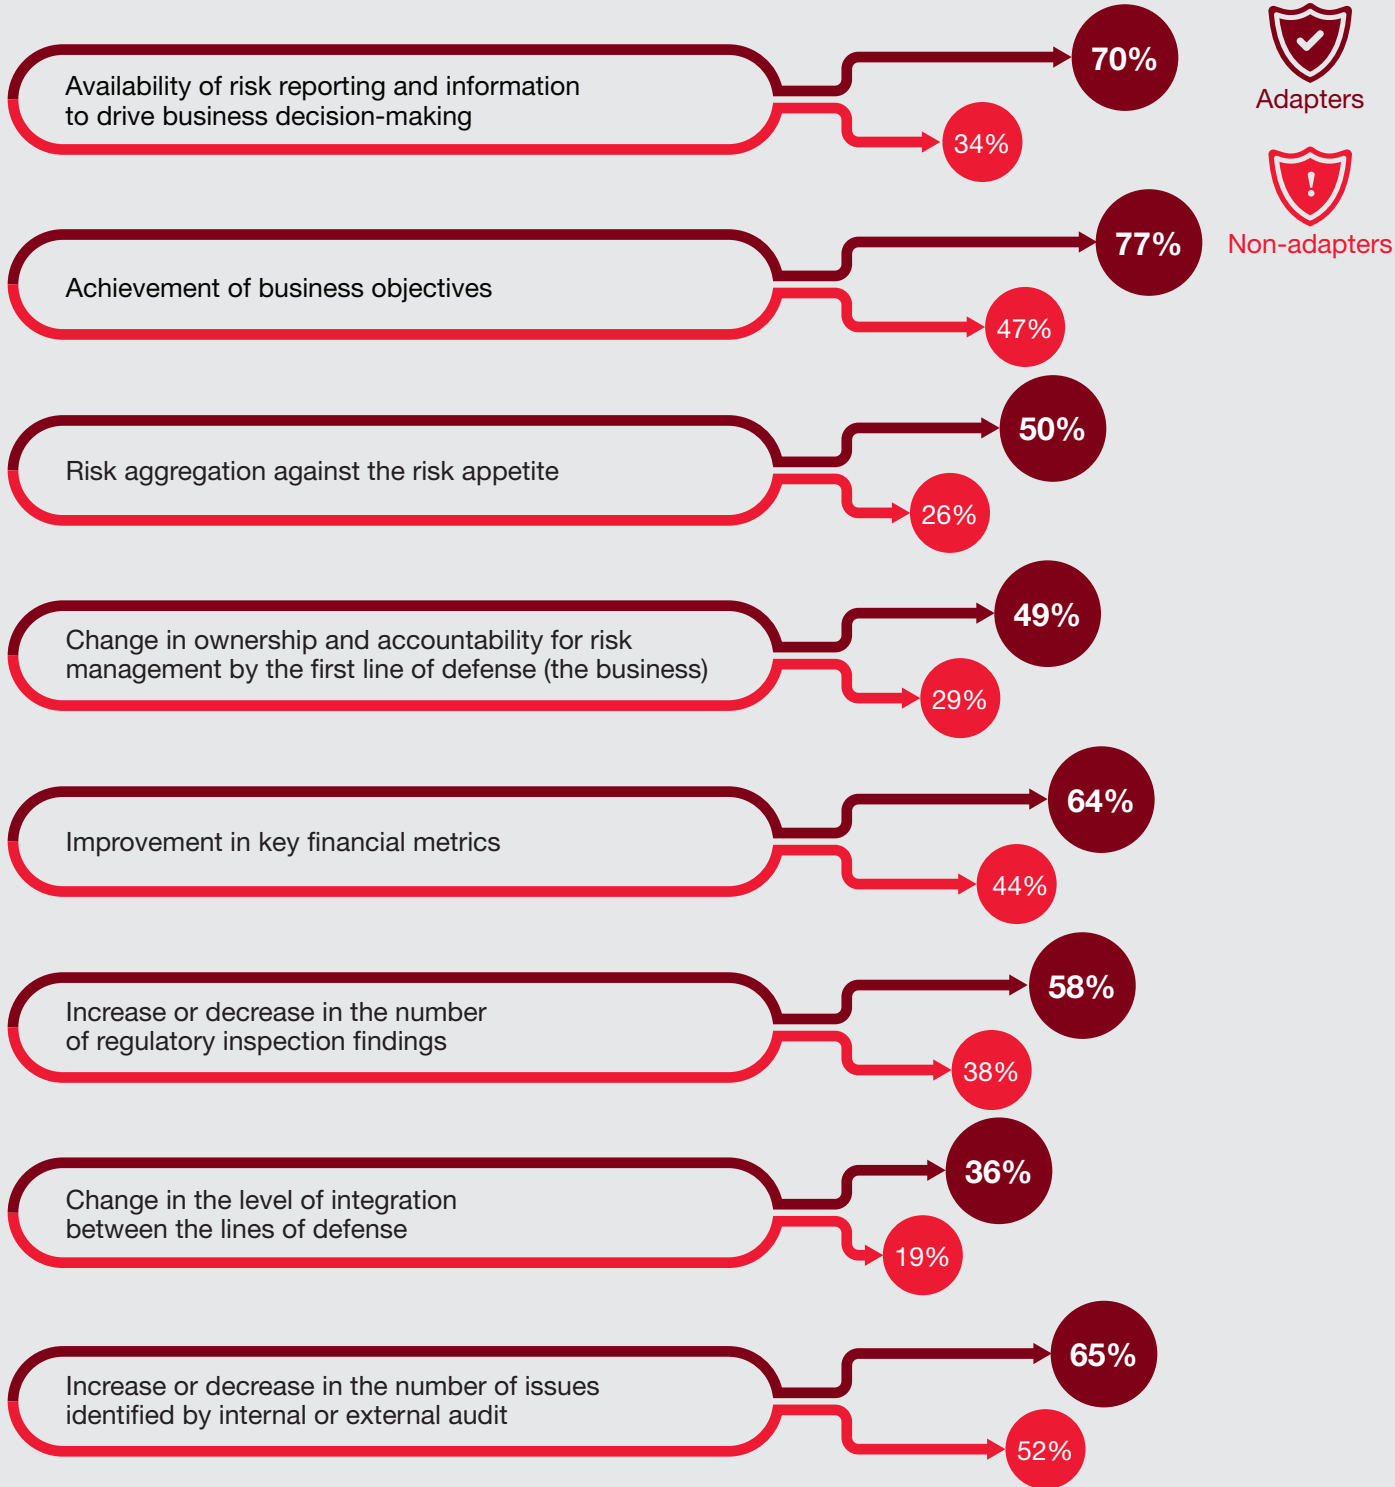 Availability of risk reporting and information
to drive business decision-making
70%
34%
Adapters
Non-adapters
Achievement of business objectives
77%
47%
Risk aggregation against the risk appetite
50%
26%
Change in ownership and accountability for risk
management by the first line of defense (the business)
49%
29%
Improvement in key financial metrics
64%
44%
Increase or decrease in the number
of regulatory inspection findings
58%
38%
Change in the level of integration
between the lines of defense
36%
19%
Increase or decrease in the number of issues
identified by internal or external audit
65%
52%